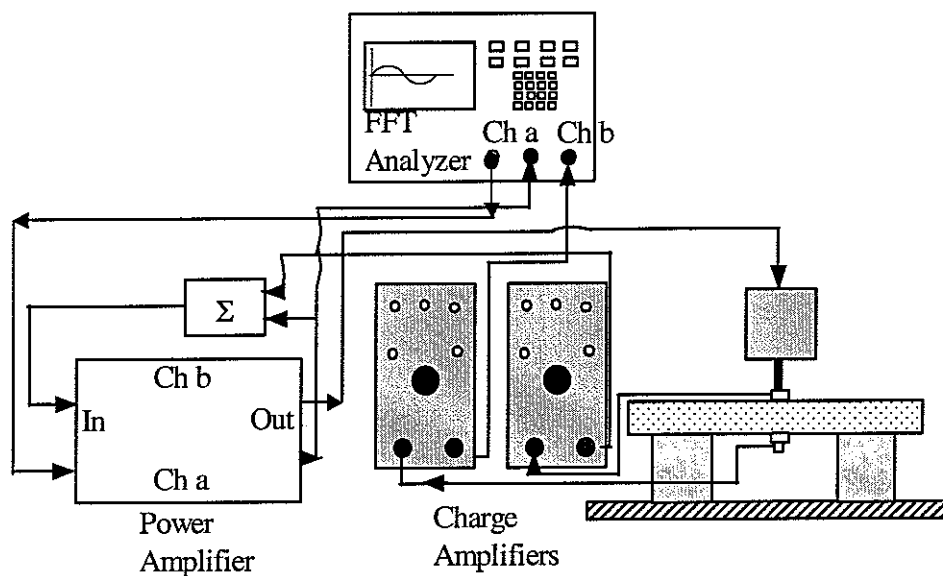 FFT
Analyzer
Ch a
Ch b
Σ
Ch b
In
Out
Ch a
Power
Amplifier
Charge
Amplifiers